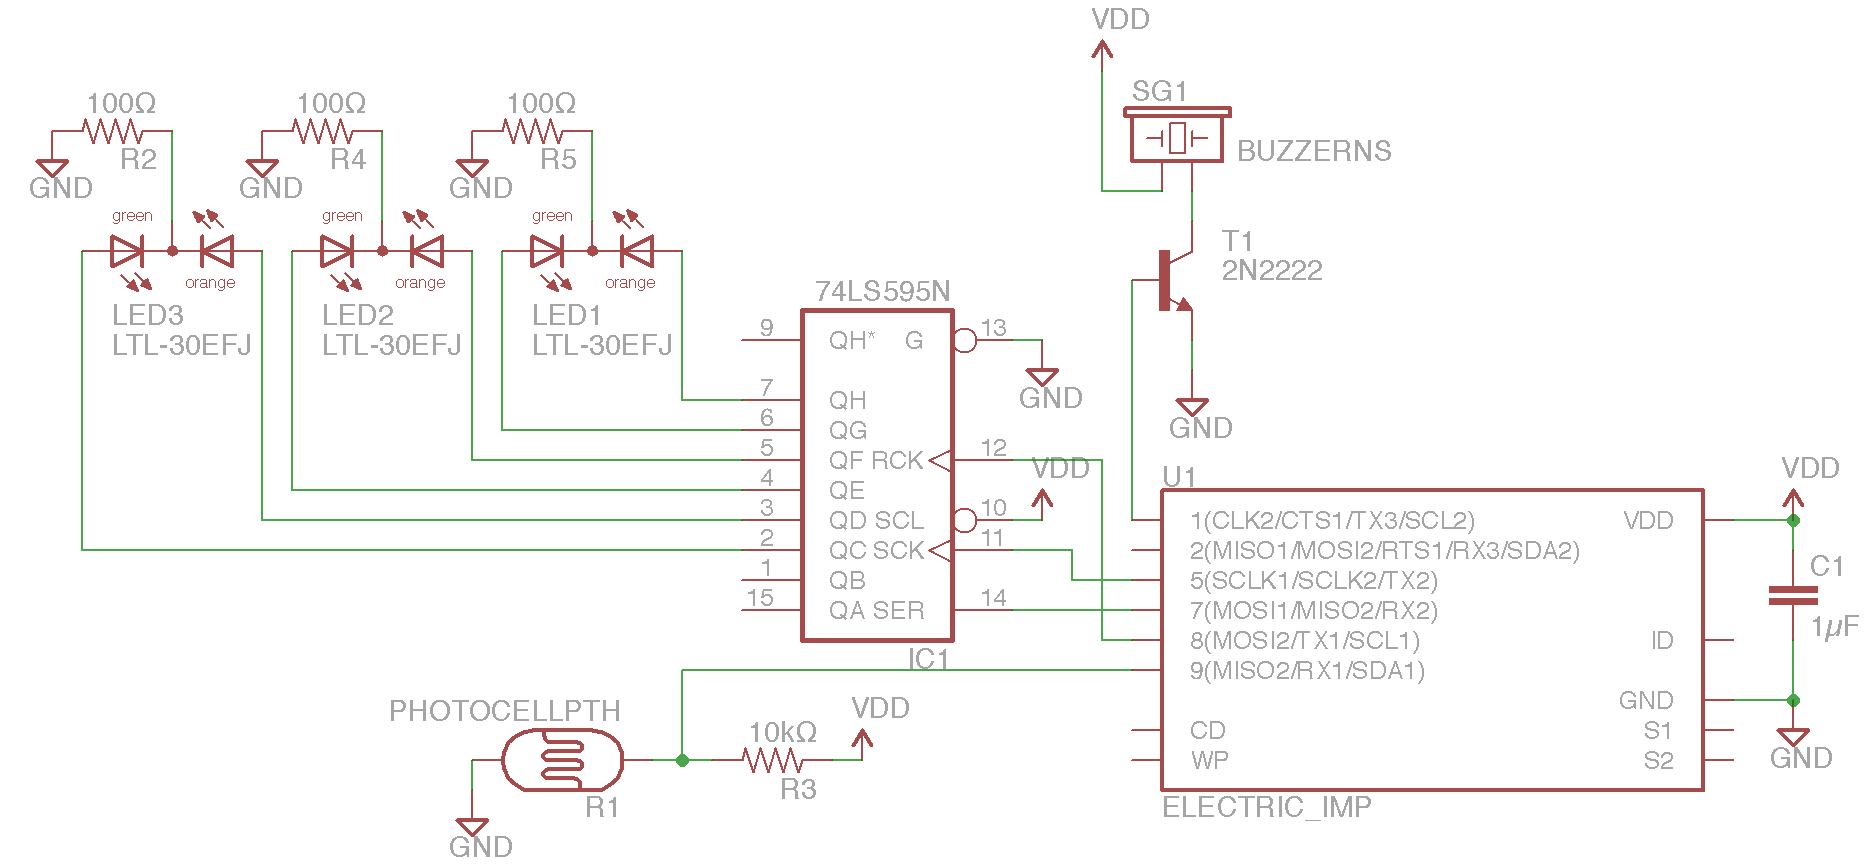 VDD
SG1
BUZZERNS
100Ω
R2
GND
100Ω
R4
GND
100Ω
R5
GND
green
orange
LED3
LTL-30EFJ
green
orange
LED2
LTL-30EFJ
green
orange
LED1
LTL-30EFJ
T1
2N2222
GND
74LS595N
9 QH* G 13
GND
7 QH
6 QG
5 QF RCK 12
4 QE
VDD
3 QD SCL 10
2 QC SCK 11
1 QB
15 QA SER 14
IC1
U1
1(CLK2/CTS1/TX3/SCL2) VDD
2(MISO1/MOSI2/RTS1/RX3/SDA2)
5(SCLK1/SCLK2/TX2)
7(MOSI1/MISO2/RX2)
8(MOSI2/TX1/SCL1) ID
9(MISO2/RX1/SDA1)
GND
CD S1
WP S2
ELECTRIC_IMP
VDD
C1
1µF
GND
PHOTOCELLPTH
R1
GND
10kΩ
R3
VDD